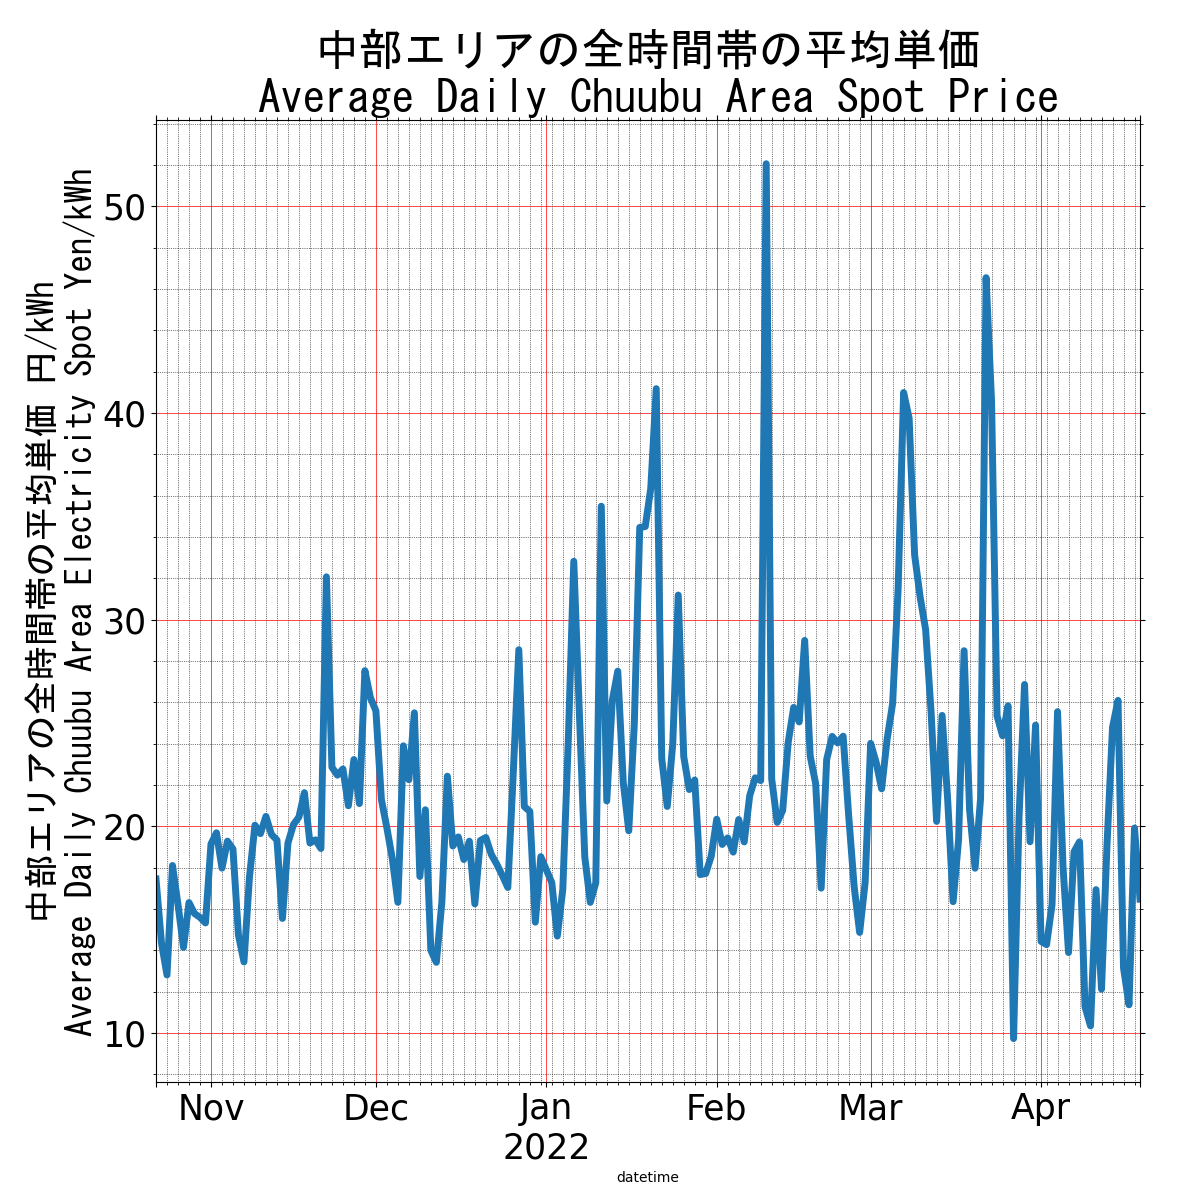 中部エリアの全時間帯の平均単価
Average Daily Chuubu Area Spot Price
中部エリアの全時間帯の平均単価 円/kWh
Average Daily Chuubu Area Electricity Spot Yen/kWh
50
40
30
20
10
Nov Dec Jan Feb Mar Apr
2022
datetime